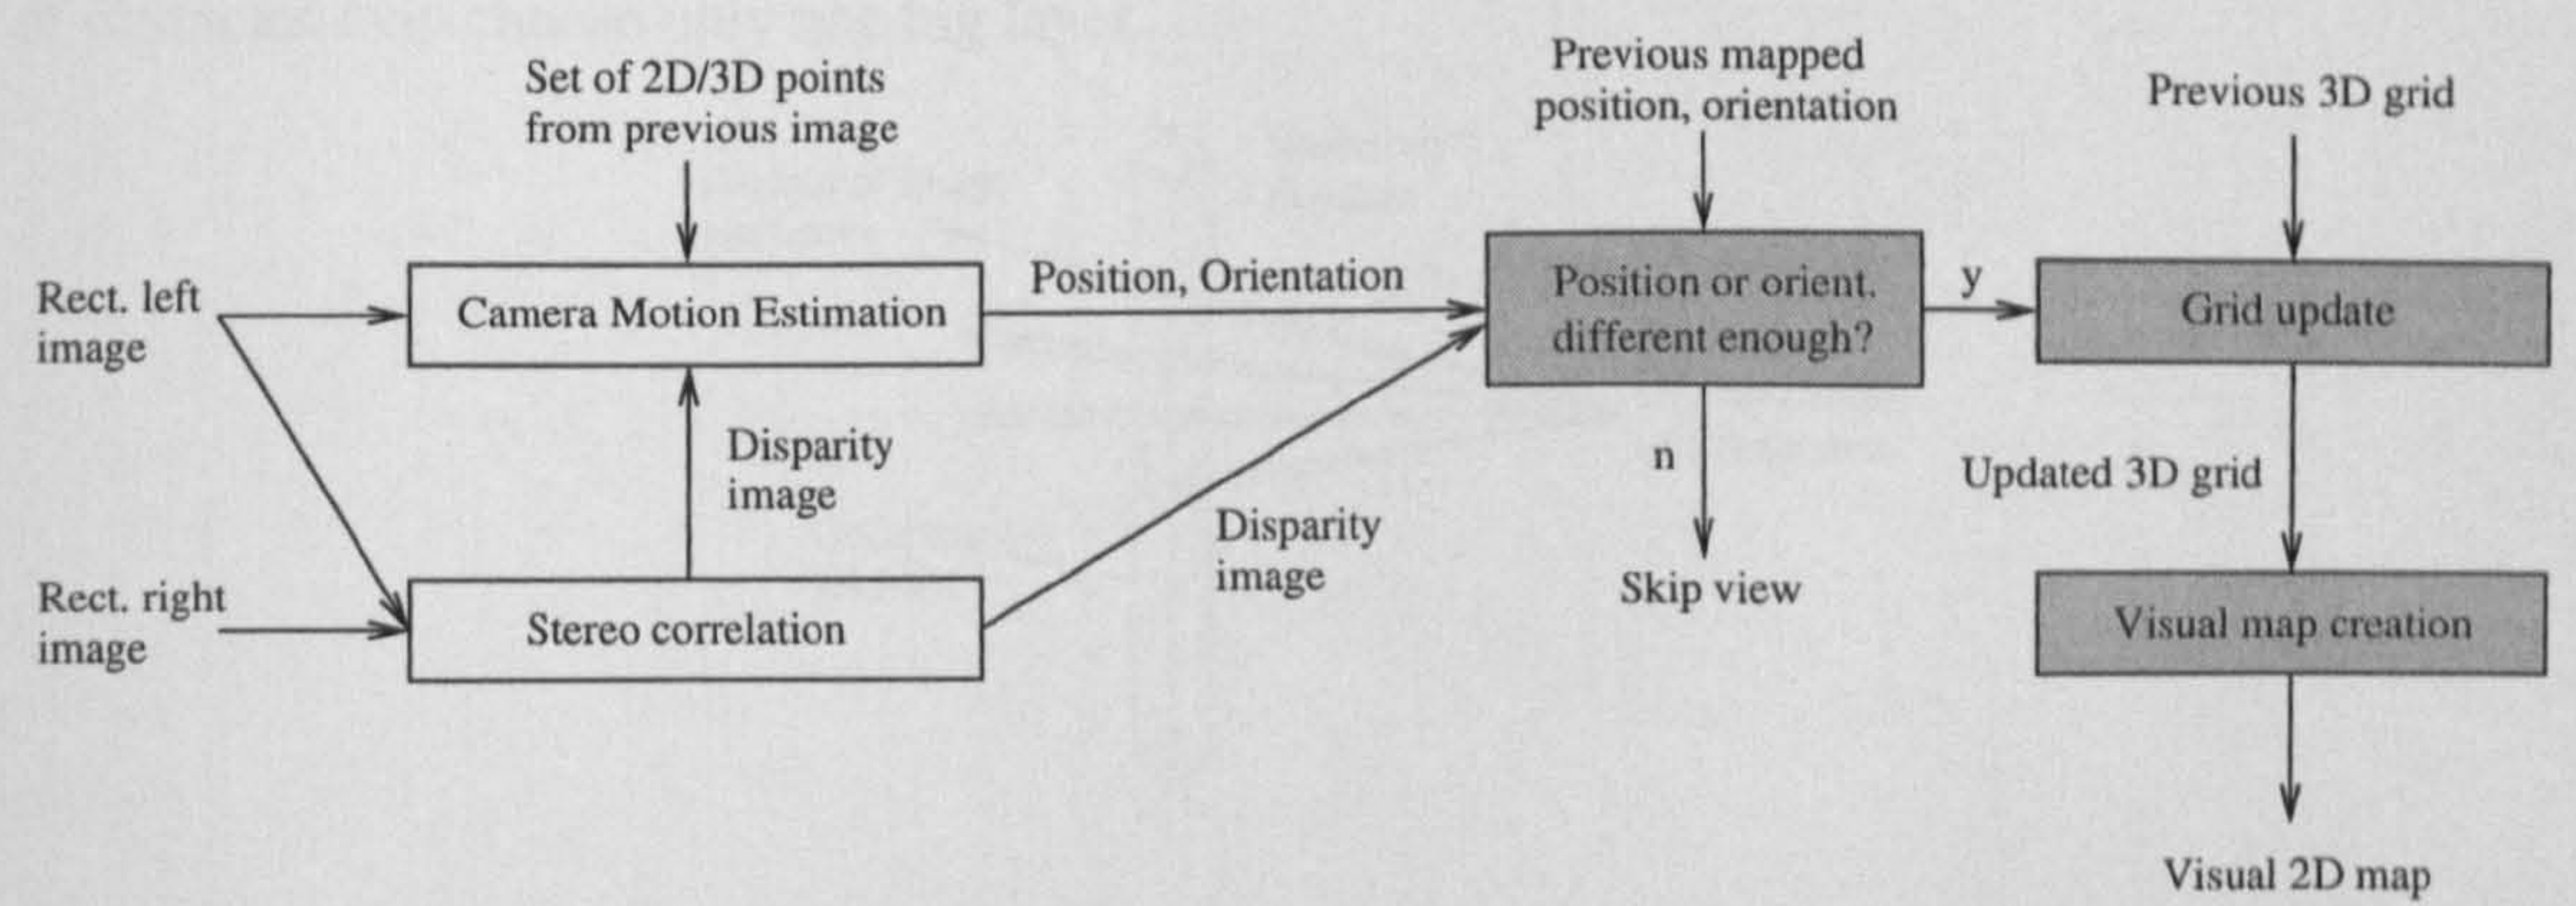 Set of 2D/3D points
from previous image
Previous mapped
position, orientation
Previous 3D grid
Rect. left
image
Camera Motion Estimation
Position, Orientation
Position or orient.
different enough?
y
Grid update
Disparity
image
n
Updated 3D grid
Disparity
image
Rect. right
image
Stereo correlation
Skip view
Visual map creation
Visual 2D map